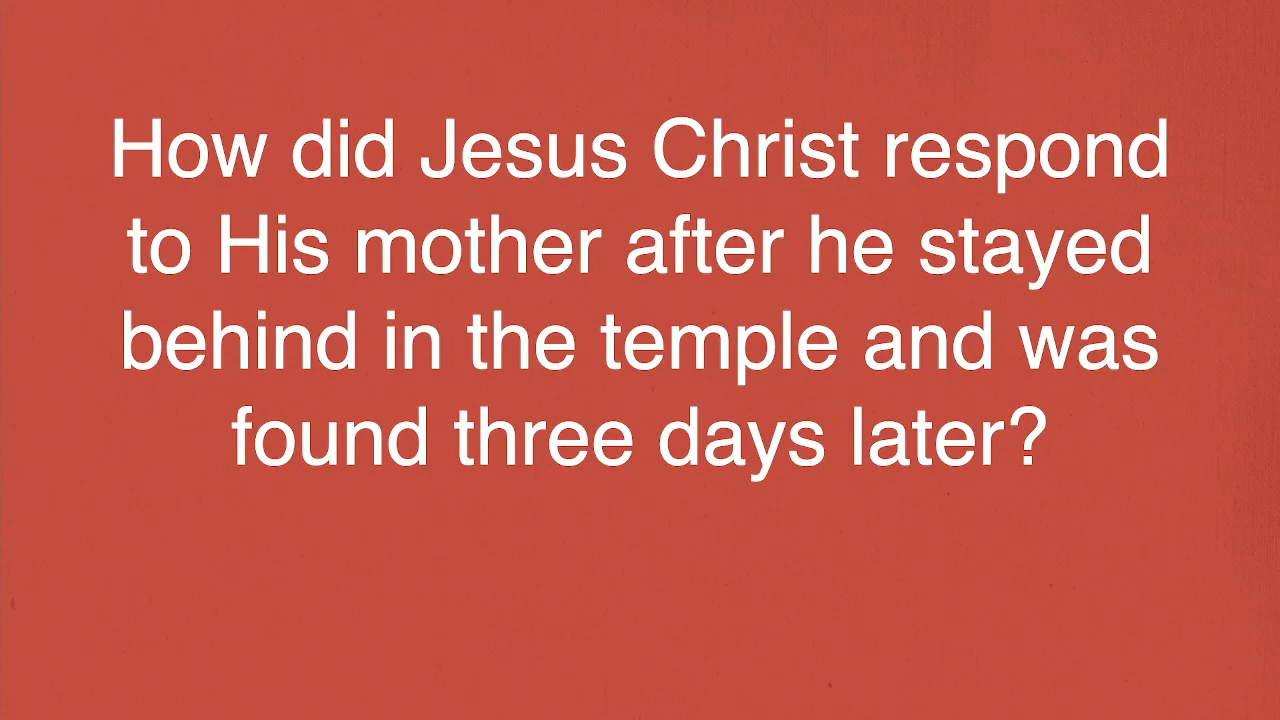 How did Jesus Christ respond
to His mother after he stayed
behind in the temple and was
found three days later?